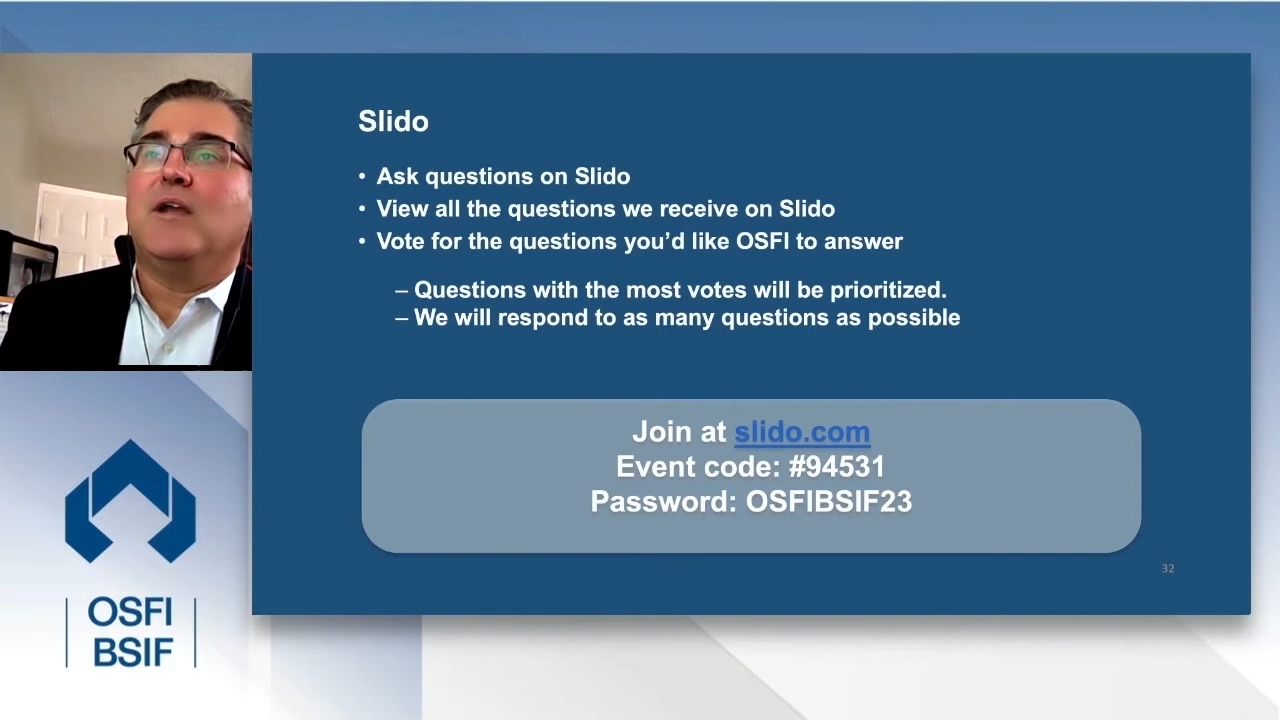 Slido
• Ask questions on Slido
• View all the questions we receive on Slido
• Vote for the questions you’d like OSFI to answer
– Questions with the most votes will be prioritized.
– We will respond to as many questions as possible
Join at slido.com
Event code: #94531
Password: OSFIBSIF23
32
OSFI
BSIF